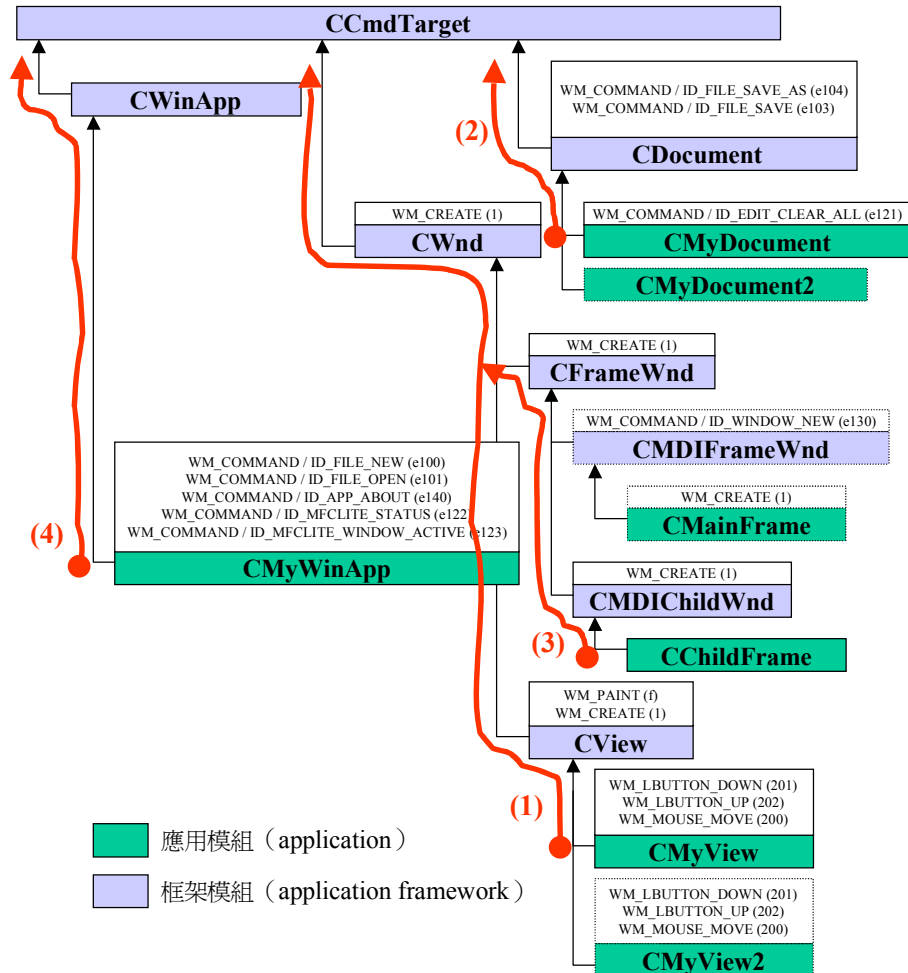 CCmdTarget
CWinApp
WM_COMMAND / ID_FILE_SAVE_AS (e104)
WM_COMMAND / ID_FILE_SAVE (e103)
CDocument
(2)
WM_CREATE (1)
CWnd
WM_COMMAND / ID_EDIT_CLEAR_ALL (e121)
CMyDocument
CMyDocument2
WM_CREATE (1)
CFrameWnd
WM_COMMAND / ID_WINDOW_NEW (e130)
CMDIFrameWnd
WM_CREATE (1)
CMainFrame
WM_COMMAND / ID_FILE_NEW (e100)
WM_COMMAND / ID_FILE_OPEN (e101)
WM_COMMAND / ID_APP_ABOUT (e140)
WM_COMMAND / ID_MFCLITE_STATUS (e122)
WM_COMMAND / ID_MFCLITE_WINDOW_ACTIVE (e123)
CMyWinApp
(4)
WM_CREATE (1)
CMDIChildWnd
(3)
CChildFrame
WM_PAINT (f)
WM_CREATE (1)
CView
(1)
WM_LBUTTON_DOWN (201)
WM_LBUTTON_UP (202)
WM_MOUSE_MOVE (200)
CMyView
WM_LBUTTON_DOWN (201)
WM_LBUTTON_UP (202)
WM_MOUSE_MOVE (200)
CMyView2
應用模組（application）
框架模組（application framework）